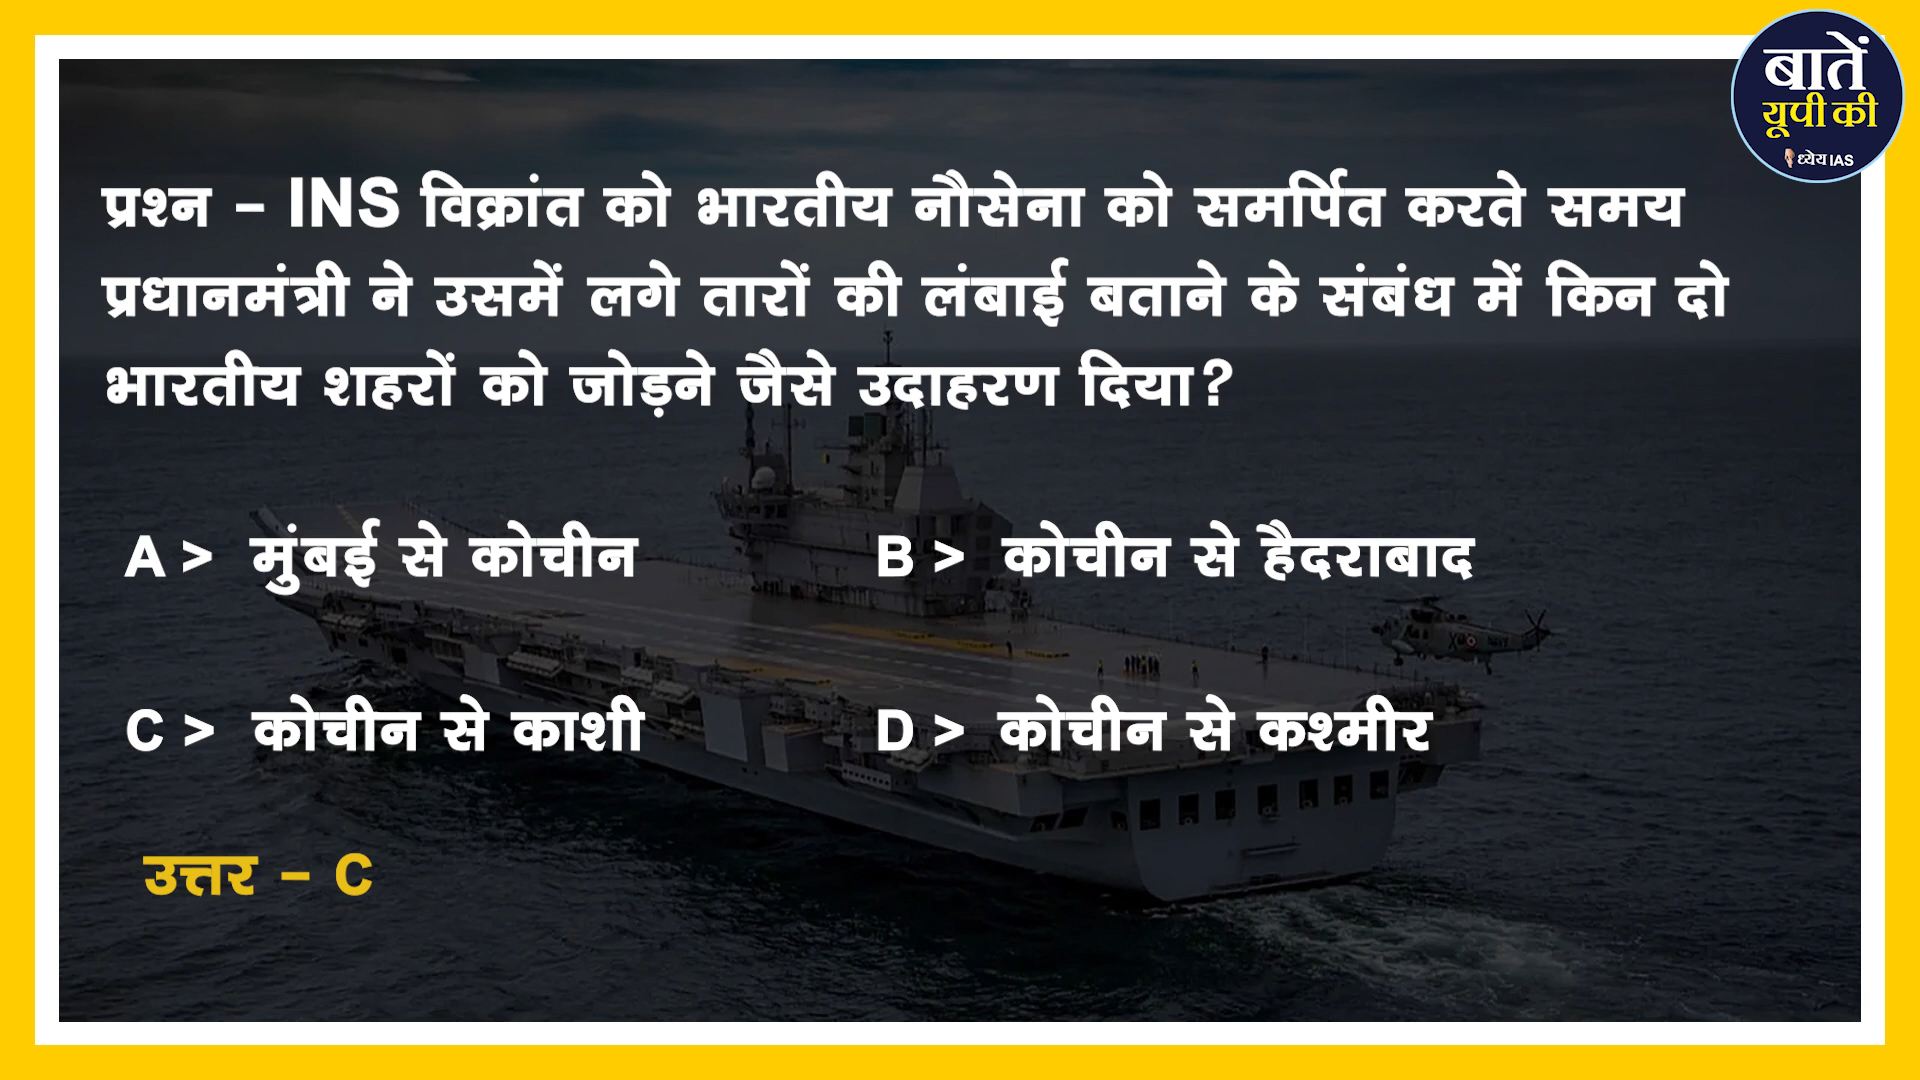 बातें
यूपी की
ध्येय IAS
प्रश्न – INS विक्रांत को भारतीय नौसेना को समर्पित करते समय
प्रधानमंत्री ने उसमें लगे तारों की लंबाई बताने के संबंध में किन दो
भारतीय शहरों को जोड़ने जैसे उदाहरण दिया?
A > मुंबई से कोचीन
B > कोचीन से हैदराबाद
C > कोचीन से काशी
D > कोचीन से कश्मीर
उत्तर – C